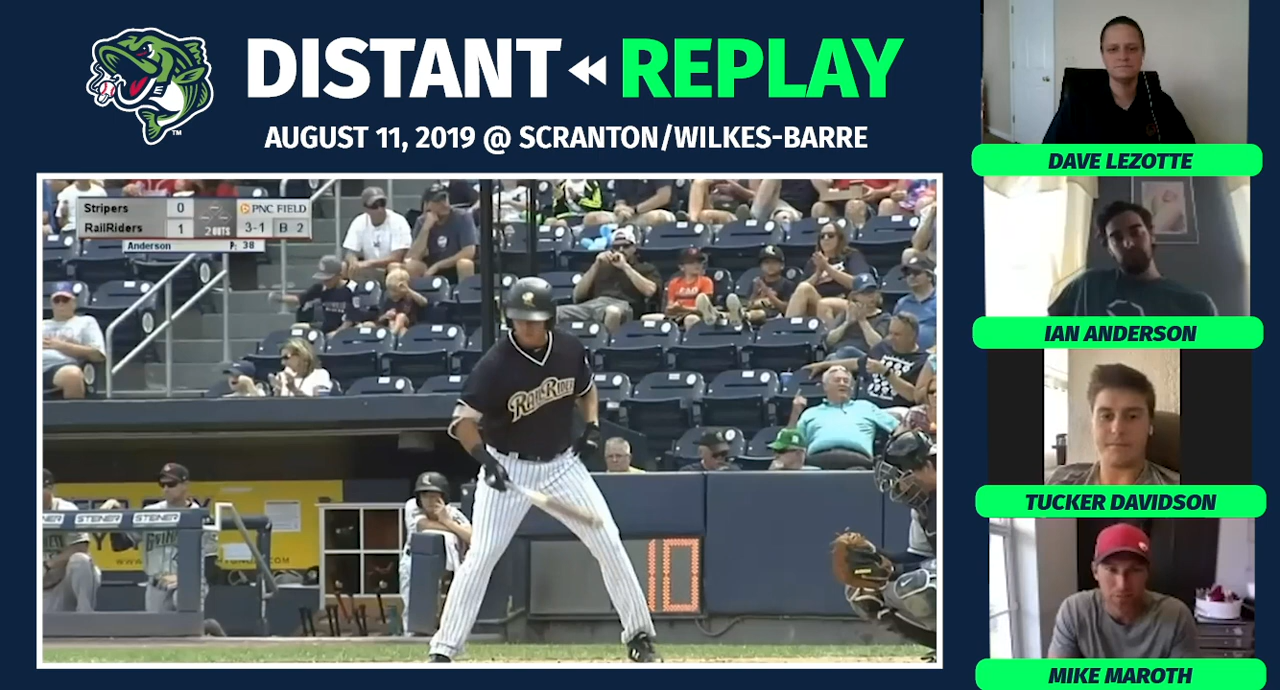 DISTANT REPLAY
AUGUST 11, 2019 @ SCRANTON/WILKES-BARRE
TM
Stripers 0
RailRiders 1
2 OUTS
PNC FIELD
3-1 B 2
Anderson P: 38
RAILRIDERS
STEINER STEINER STEINER
10
DAVE LEZOTTE
IAN ANDERSON
TUCKER DAVIDSON
MIKE MAROTH